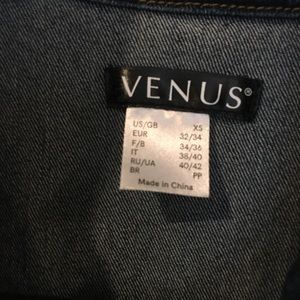 VENUS®
US/GB XS
EUR 32/34
F/B 34/36
IT 38/40
RU/UA 40/42
BR PP
Made in China